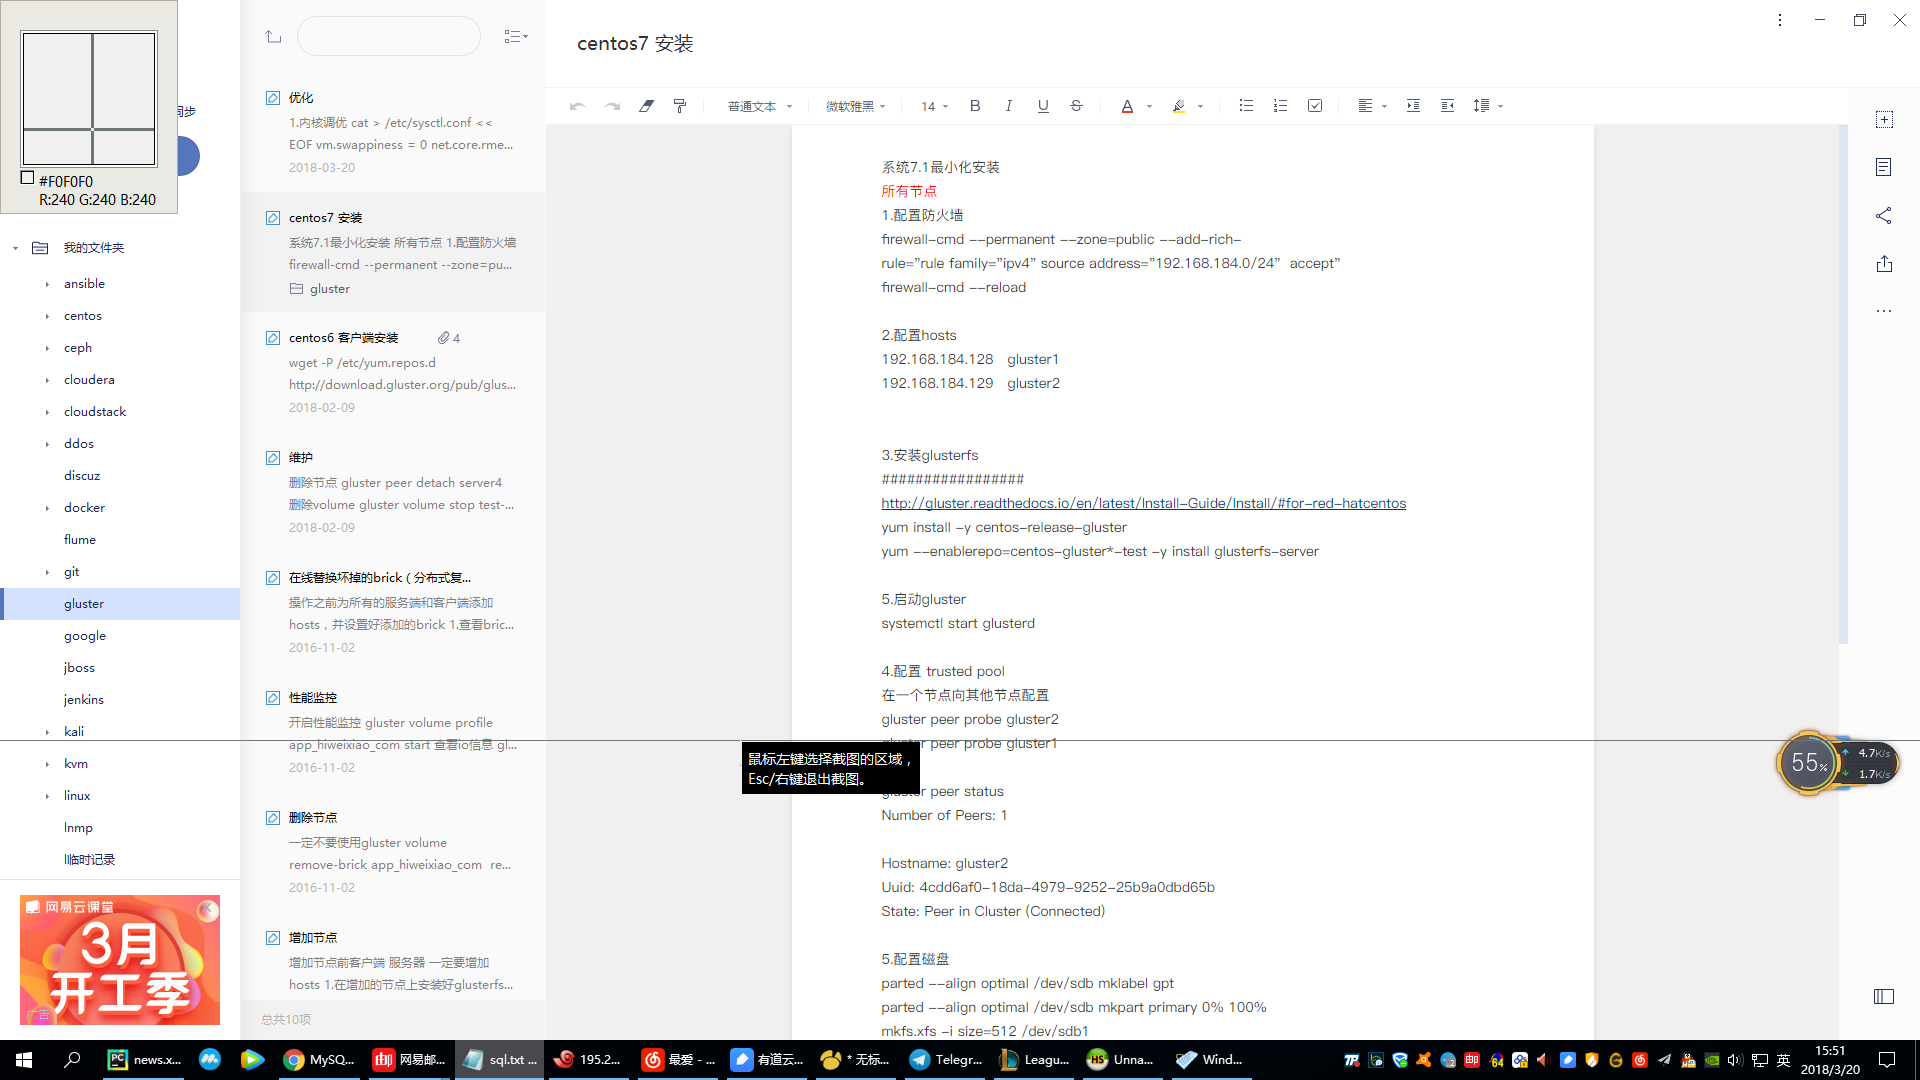 #F0F0F0
R:240 G:240 B:240
同步
我的文件夹
ansible
centos
ceph
cloudera
cloudstack
ddos
discuz
docker
flume
git
gluster
google
jboss
jenkins
kali
kvm
linux
lnmp
l临时记录
网易云课堂
3月
开工季
广告
优化
1.内核调优 cat > /etc/sysctl.conf <<
EOF vm.swappiness = 0 net.core.rme...
2018-03-20
centos7 安装
系统7.1最小化安装 所有节点 1.配置防火墙
firewall-cmd --permanent --zone=pu...
gluster
centos6 客户端安装 4
wget -P /etc/yum.repos.d
http://download.gluster.org/pub/glus...
2018-02-09
维护
删除节点 gluster peer detach server4
删除volume gluster volume stop test-...
2018-02-09
在线替换坏掉的brick ( 分布式复...
操作之前为所有的服务端和客户端添加
hosts，并设置好添加的brick 1.查看bric...
2016-11-02
性能监控
开启性能监控 gluster volume profile
app_hiweixiao_com start 查看io信息 gl...
2016-11-02
删除节点
一定不要使用gluster volume
remove-brick app_hiweixiao_com re...
2016-11-02
增加节点
增加节点前客户端 服务器 一定要增加
hosts 1.在增加的节点上安装好glusterfs...
总共10项
centos7 安装
普通文本 微软雅黑 14 B I U S A
系统7.1最小化安装
所有节点
1.配置防火墙
firewall-cmd --permanent --zone=public --add-rich-
rule="rule family="ipv4" source address="192.168.184.0/24" accept"
firewall-cmd --reload
2.配置hosts
192.168.184.128 gluster1
192.168.184.129 gluster2
3.安装glusterfs
#################
http://gluster.readthedocs.io/en/latest/Install-Guide/Install/#for-red-hatcentos
yum install -y centos-release-gluster
yum --enablerepo=centos-gluster*-test -y install glusterfs-server
5.启动gluster
systemctl start glusterd
4.配置 trusted pool
在一个节点向其他节点配置
gluster peer probe gluster2
gluster peer probe gluster1
鼠标左键选择截图的区域，
Esc/右键退出截图。
gluster peer status
Number of Peers: 1
Hostname: gluster2
Uuid: 4cdd6af0-18da-4979-9252-25b9a0dbd65b
State: Peer in Cluster (Connected)
5.配置磁盘
parted --align optimal /dev/sdb mklabel gpt
parted --align optimal /dev/sdb mkpart primary 0% 100%
mkfs.xfs -i size=512 /dev/sdb1
55%
4.7K/s
1.7K/s
news.x... MySQ... 网易邮... sql.txt ... 195.2... 最爱 - ... 有道云... * 无标... Telegr... Leagu... Unna... Wind...
英
15:51
2018/3/20